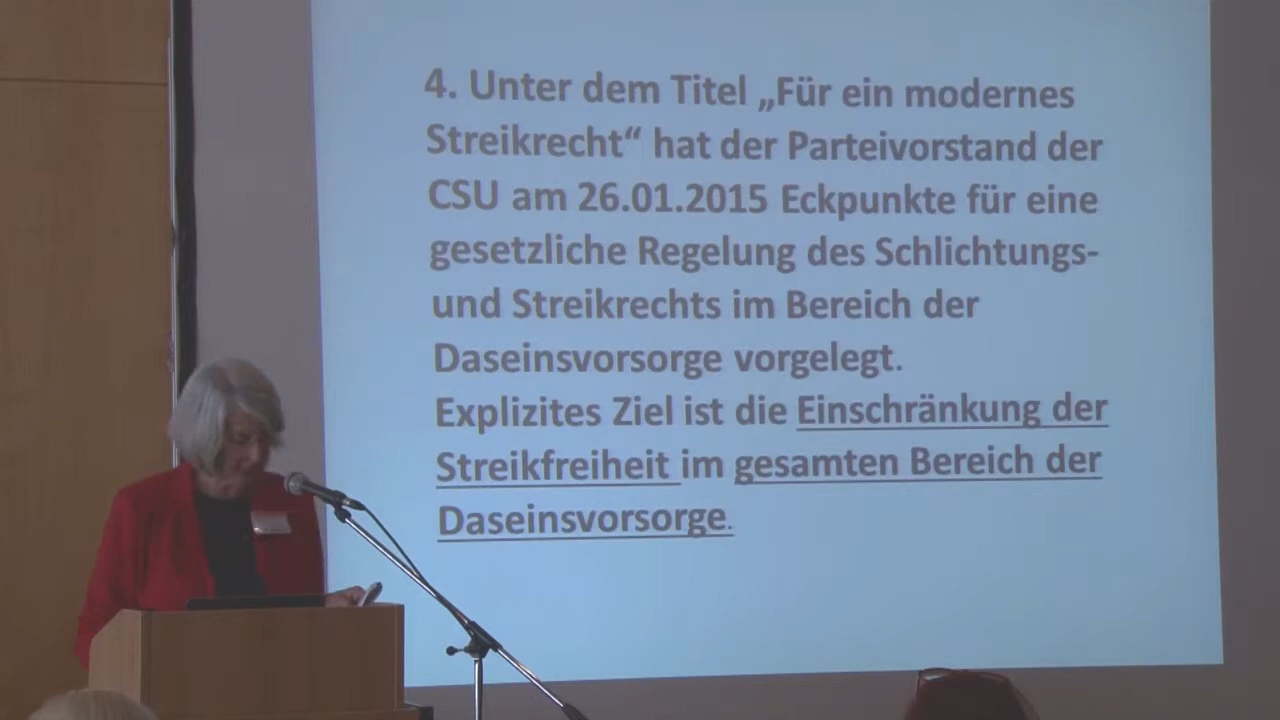 4. Unter dem Titel „Für ein modernes
Streikrecht“ hat der Parteivorstand der
CSU am 26.01.2015 Eckpunkte für eine
gesetzliche Regelung des Schlichtungs-
und Streikrechts im Bereich der
Daseinsvorsorge vorgelegt.
Explizites Ziel ist die Einschränkung der
Streikfreiheit im gesamten Bereich der
Daseinsvorsorge.